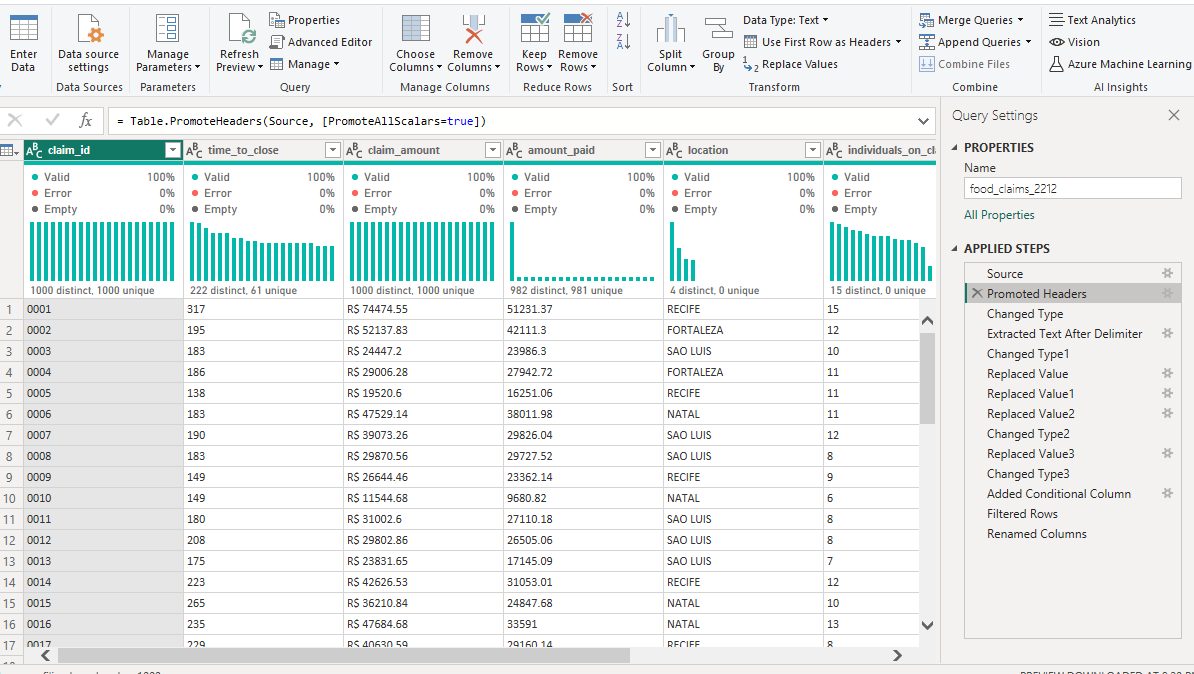 Enter Data
Data source settings
Data Sources
Manage Parameters
Parameters
Refresh Preview
Properties
Advanced Editor
Manage
Query
Choose Columns
Remove Columns
Manage Columns
Keep Rows
Remove Rows
Reduce Rows
Sort
Split Column
Group By
Data Type: Text
Use First Row as Headers
Replace Values
Transform
Merge Queries
Append Queries
Combine Files
Combine
Text Analytics
Vision
Azure Machine Learning
AI Insights
fx = Table.PromoteHeaders(Source, [PromoteAllScalars=true])
claim_id time_to_close claim_amount amount_paid location individuals_on_cl
Valid 100% Valid 100% Valid 100% Valid 100% Valid 100% Valid
Error 0% Error 0% Error 0% Error 0% Error 0% Error
Empty 0% Empty 0% Empty 0% Empty 0% Empty 0% Empty
1000 distinct, 1000 unique 222 distinct, 61 unique 1000 distinct, 1000 unique 982 distinct, 981 unique 4 distinct, 0 unique 15 distinct, 0 unique
1 0001 317 R$ 74474.55 51231.37 RECIFE 15
2 0002 195 R$ 52137.83 42111.3 FORTALEZA 12
3 0003 183 R$ 24447.2 23986.3 SAO LUIS 10
4 0004 186 R$ 29006.28 27942.72 FORTALEZA 11
5 0005 138 R$ 19520.6 16251.06 RECIFE 11
6 0006 183 R$ 47529.14 38011.98 NATAL 11
7 0007 190 R$ 39073.26 29826.04 SAO LUIS 12
8 0008 183 R$ 29870.56 29727.52 SAO LUIS 8
9 0009 149 R$ 26644.46 23362.14 RECIFE 9
10 0010 149 R$ 11544.68 9680.82 NATAL 6
11 0011 180 R$ 31002.6 27110.18 SAO LUIS 8
12 0012 208 R$ 29802.86 26505.06 SAO LUIS 8
13 0013 175 R$ 23831.65 17145.09 SAO LUIS 7
14 0014 223 R$ 42626.53 31053.01 RECIFE 12
15 0015 265 R$ 36210.84 24847.68 NATAL 10
16 0016 235 R$ 47684.68 33591 NATAL 13
17 0017 229 R$ 40630.59 29160.14 RECIFE 8
Query Settings
PROPERTIES
Name
food_claims_2212
All Properties
APPLIED STEPS
Source
Promoted Headers
Changed Type
Extracted Text After Delimiter
Changed Type1
Replaced Value
Replaced Value1
Replaced Value2
Changed Type2
Replaced Value3
Changed Type3
Added Conditional Column
Filtered Rows
Renamed Columns